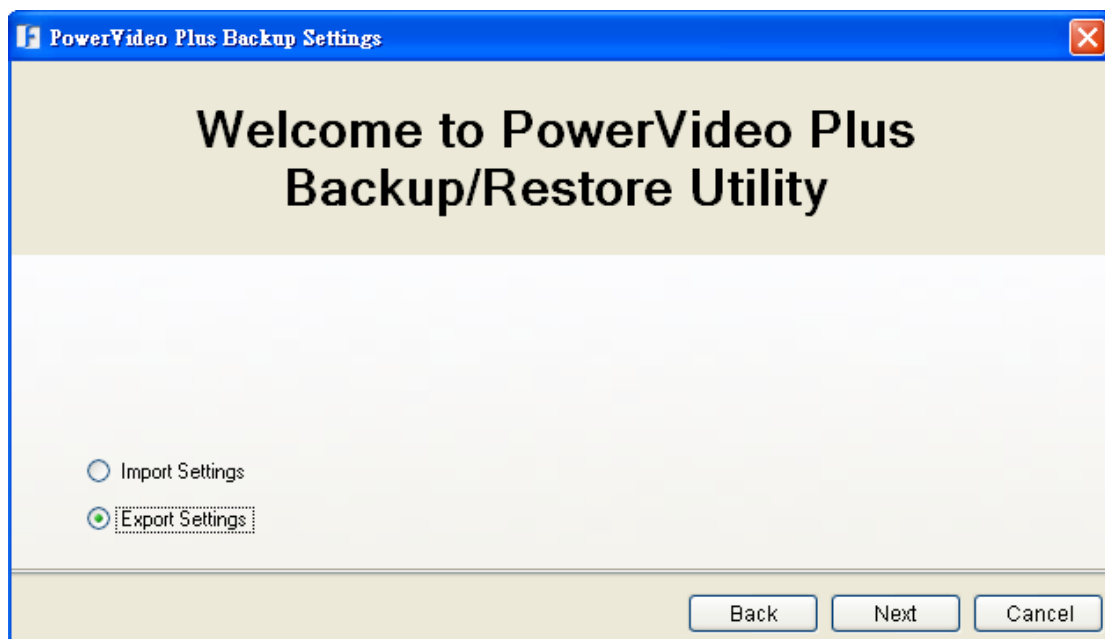 PowerVideo Plus Backup Settings
Welcome to PowerVideo Plus
Backup/Restore Utility
Import Settings
Export Settings
Back Next Cancel